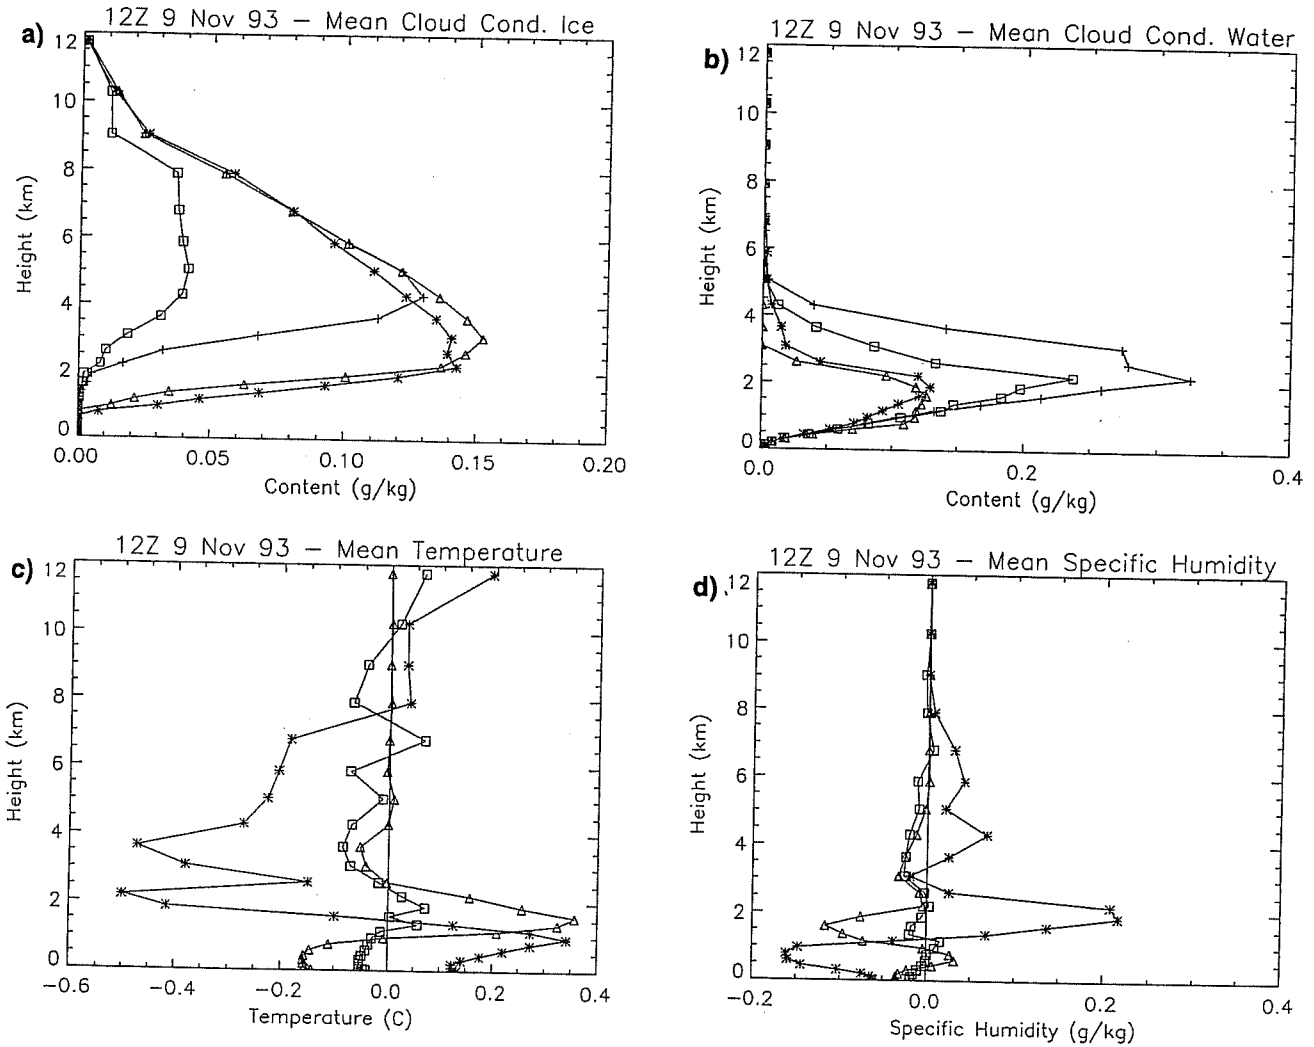 a)
12Z 9 Nov 93 – Mean Cloud Cond. Ice
12
10
8
6
4
2
0
Height (km)
0.00 0.05 0.10 0.15 0.20
Content (g/kg)
b)
12Z 9 Nov 93 – Mean Cloud Cond. Water
12
10
8
6
4
2
0
Height (km)
0.0 0.2 0.4
Content (g/kg)
c)
12Z 9 Nov 93 – Mean Temperature
12
10
8
6
4
2
0
Height (km)
−0.6 −0.4 −0.2 0.0 0.2 0.4
Temperature (C)
d)
12Z 9 Nov 93 – Mean Specific Humidity
12
10
8
6
4
2
0
Height (km)
−0.2 0.0 0.2 0.4
Specific Humidity (g/kg)